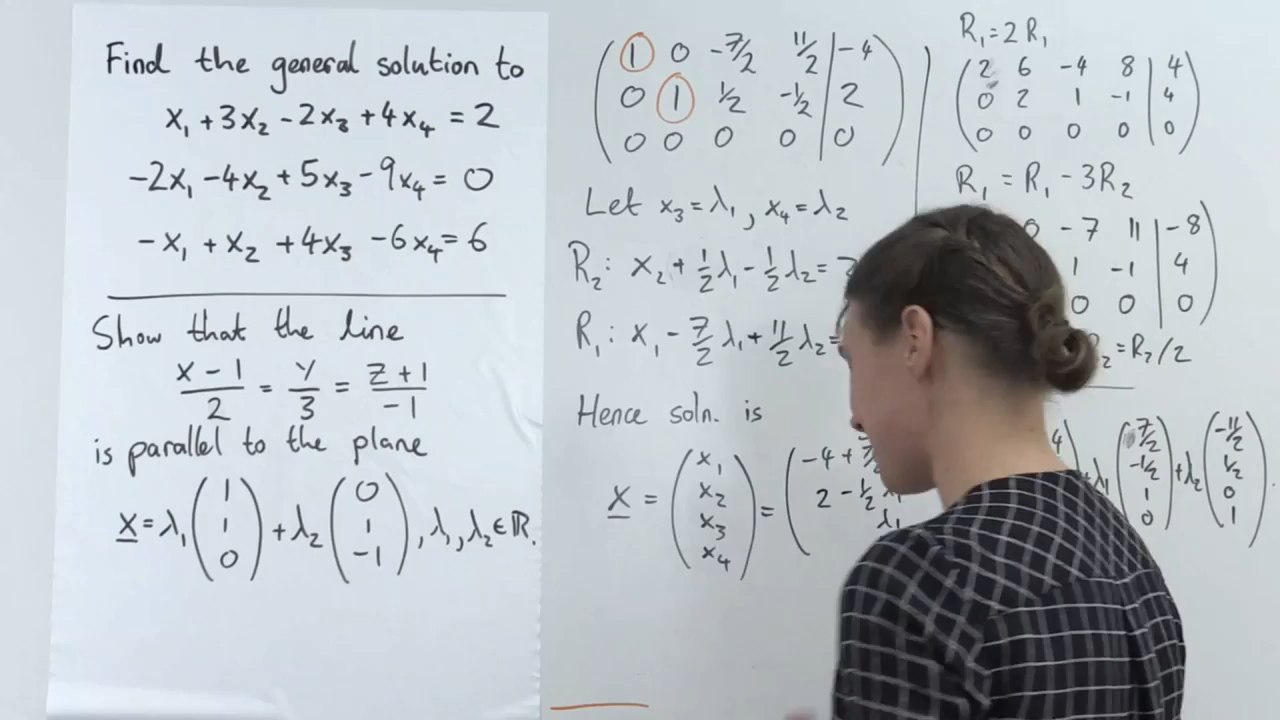 Find the general solution to
x₁ + 3x₂ - 2x₃ + 4x₄ = 2
-2x₁ - 4x₂ + 5x₃ - 9x₄ = 0
-x₁ + x₂ + 4x₃ - 6x₄ = 6
Show that the line
(x-1)/2 = y/3 = (z+1)/-1
is parallel to the plane
x = λ₁ (1 1 0) + λ₂ (0 1 -1), λ₁, λ₂ ∈ ℝ.
1 0 -7/2 11/2 | -4
0 1 1/2 -1/2 | 2
0 0 0 0 | 0
Let x₃ = λ₁, x₄ = λ₂
R₂: x₂ + 1/2 λ₁ - 1/2 λ₂ =
R₁: x₁ - 7/2 λ₁ + 11/2 λ₂ =
Hence soln. is
x = (x₁ x₂ x₃ x₄) = (-4 +
2 - 1/2 λ₁
λ₁
R₁ = 2R₁
2 6 -4 8 | 4
0 2 1 -1 | 4
0 0 0 0 | 0
R₁ = R₁ - 3R₂
0 -7 11 | -8
1 -1 | 4
0 0 | 0
R₂ = R₂/2
4) + λ₁ (7/2 -1/2 1 0) + λ₂ (-11/2 1/2 0 1).